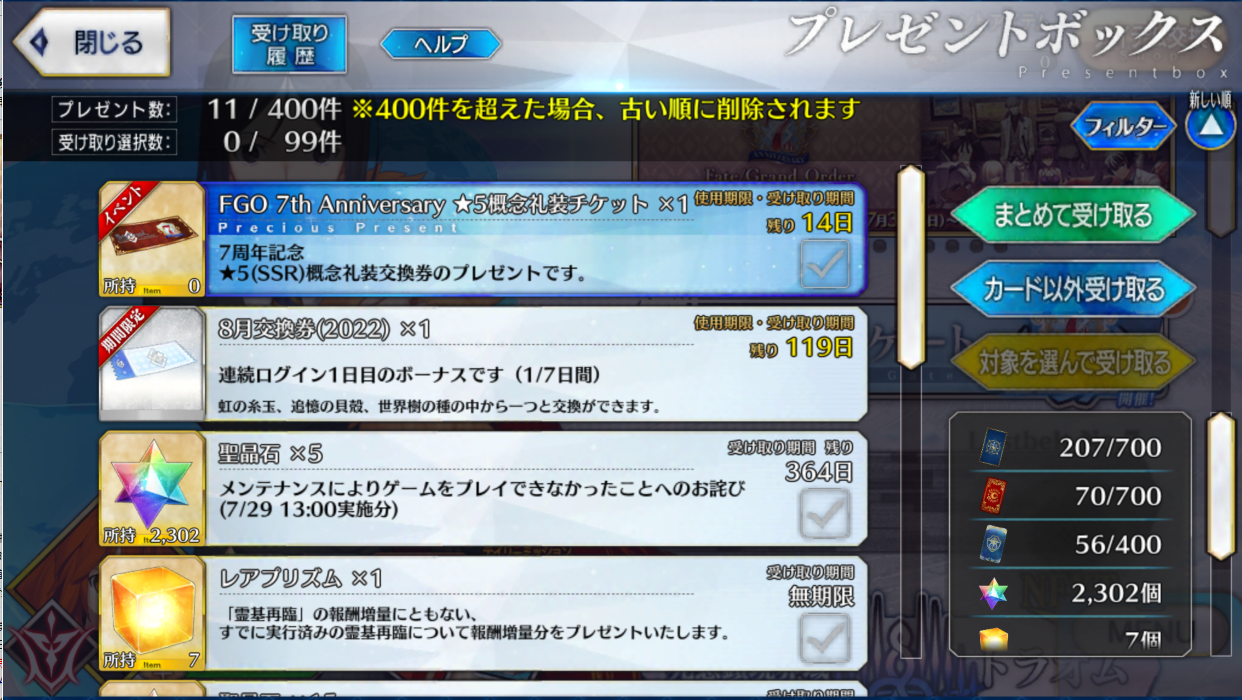 閉じる
受け取り
履歴
ヘルプ
プレゼントボックス
Presentbox
プレゼント数: 11 / 400件 ※400件を超えた場合、古い順に削除されます
受け取り選択数: 0 / 99件
フィルター
新しい順
イベント
FGO 7th Anniversary ★5概念礼装チケット ×1
Precious Present
使用期限・受け取り期間
残り 14日
7周年記念
★5(SSR)概念礼装交換券のプレゼントです。
所持 Item 0
期間限定
8月交換券(2022) ×1
使用期限・受け取り期間
残り 119日
連続ログイン1日目のボーナスです（1/7日間）
虹の糸玉、追憶の貝殻、世界樹の種の中から一つと交換ができます。
聖晶石 ×5
受け取り期間 残り
364日
メンテナンスによりゲームをプレイできなかったことへのお詫び
(7/29 13:00実施分)
所持 2,302
レアプリズム ×1
受け取り期間
無期限
「霊基再臨」の報酬増量にともない、
すでに実行済みの霊基再臨について報酬増量分をプレゼントいたします。
所持 Item 7
まとめて受け取る
カード以外受け取る
対象を選んで受け取る
207/700
70/700
56/400
2,302個
7個
Fate/Grand Order
MENU